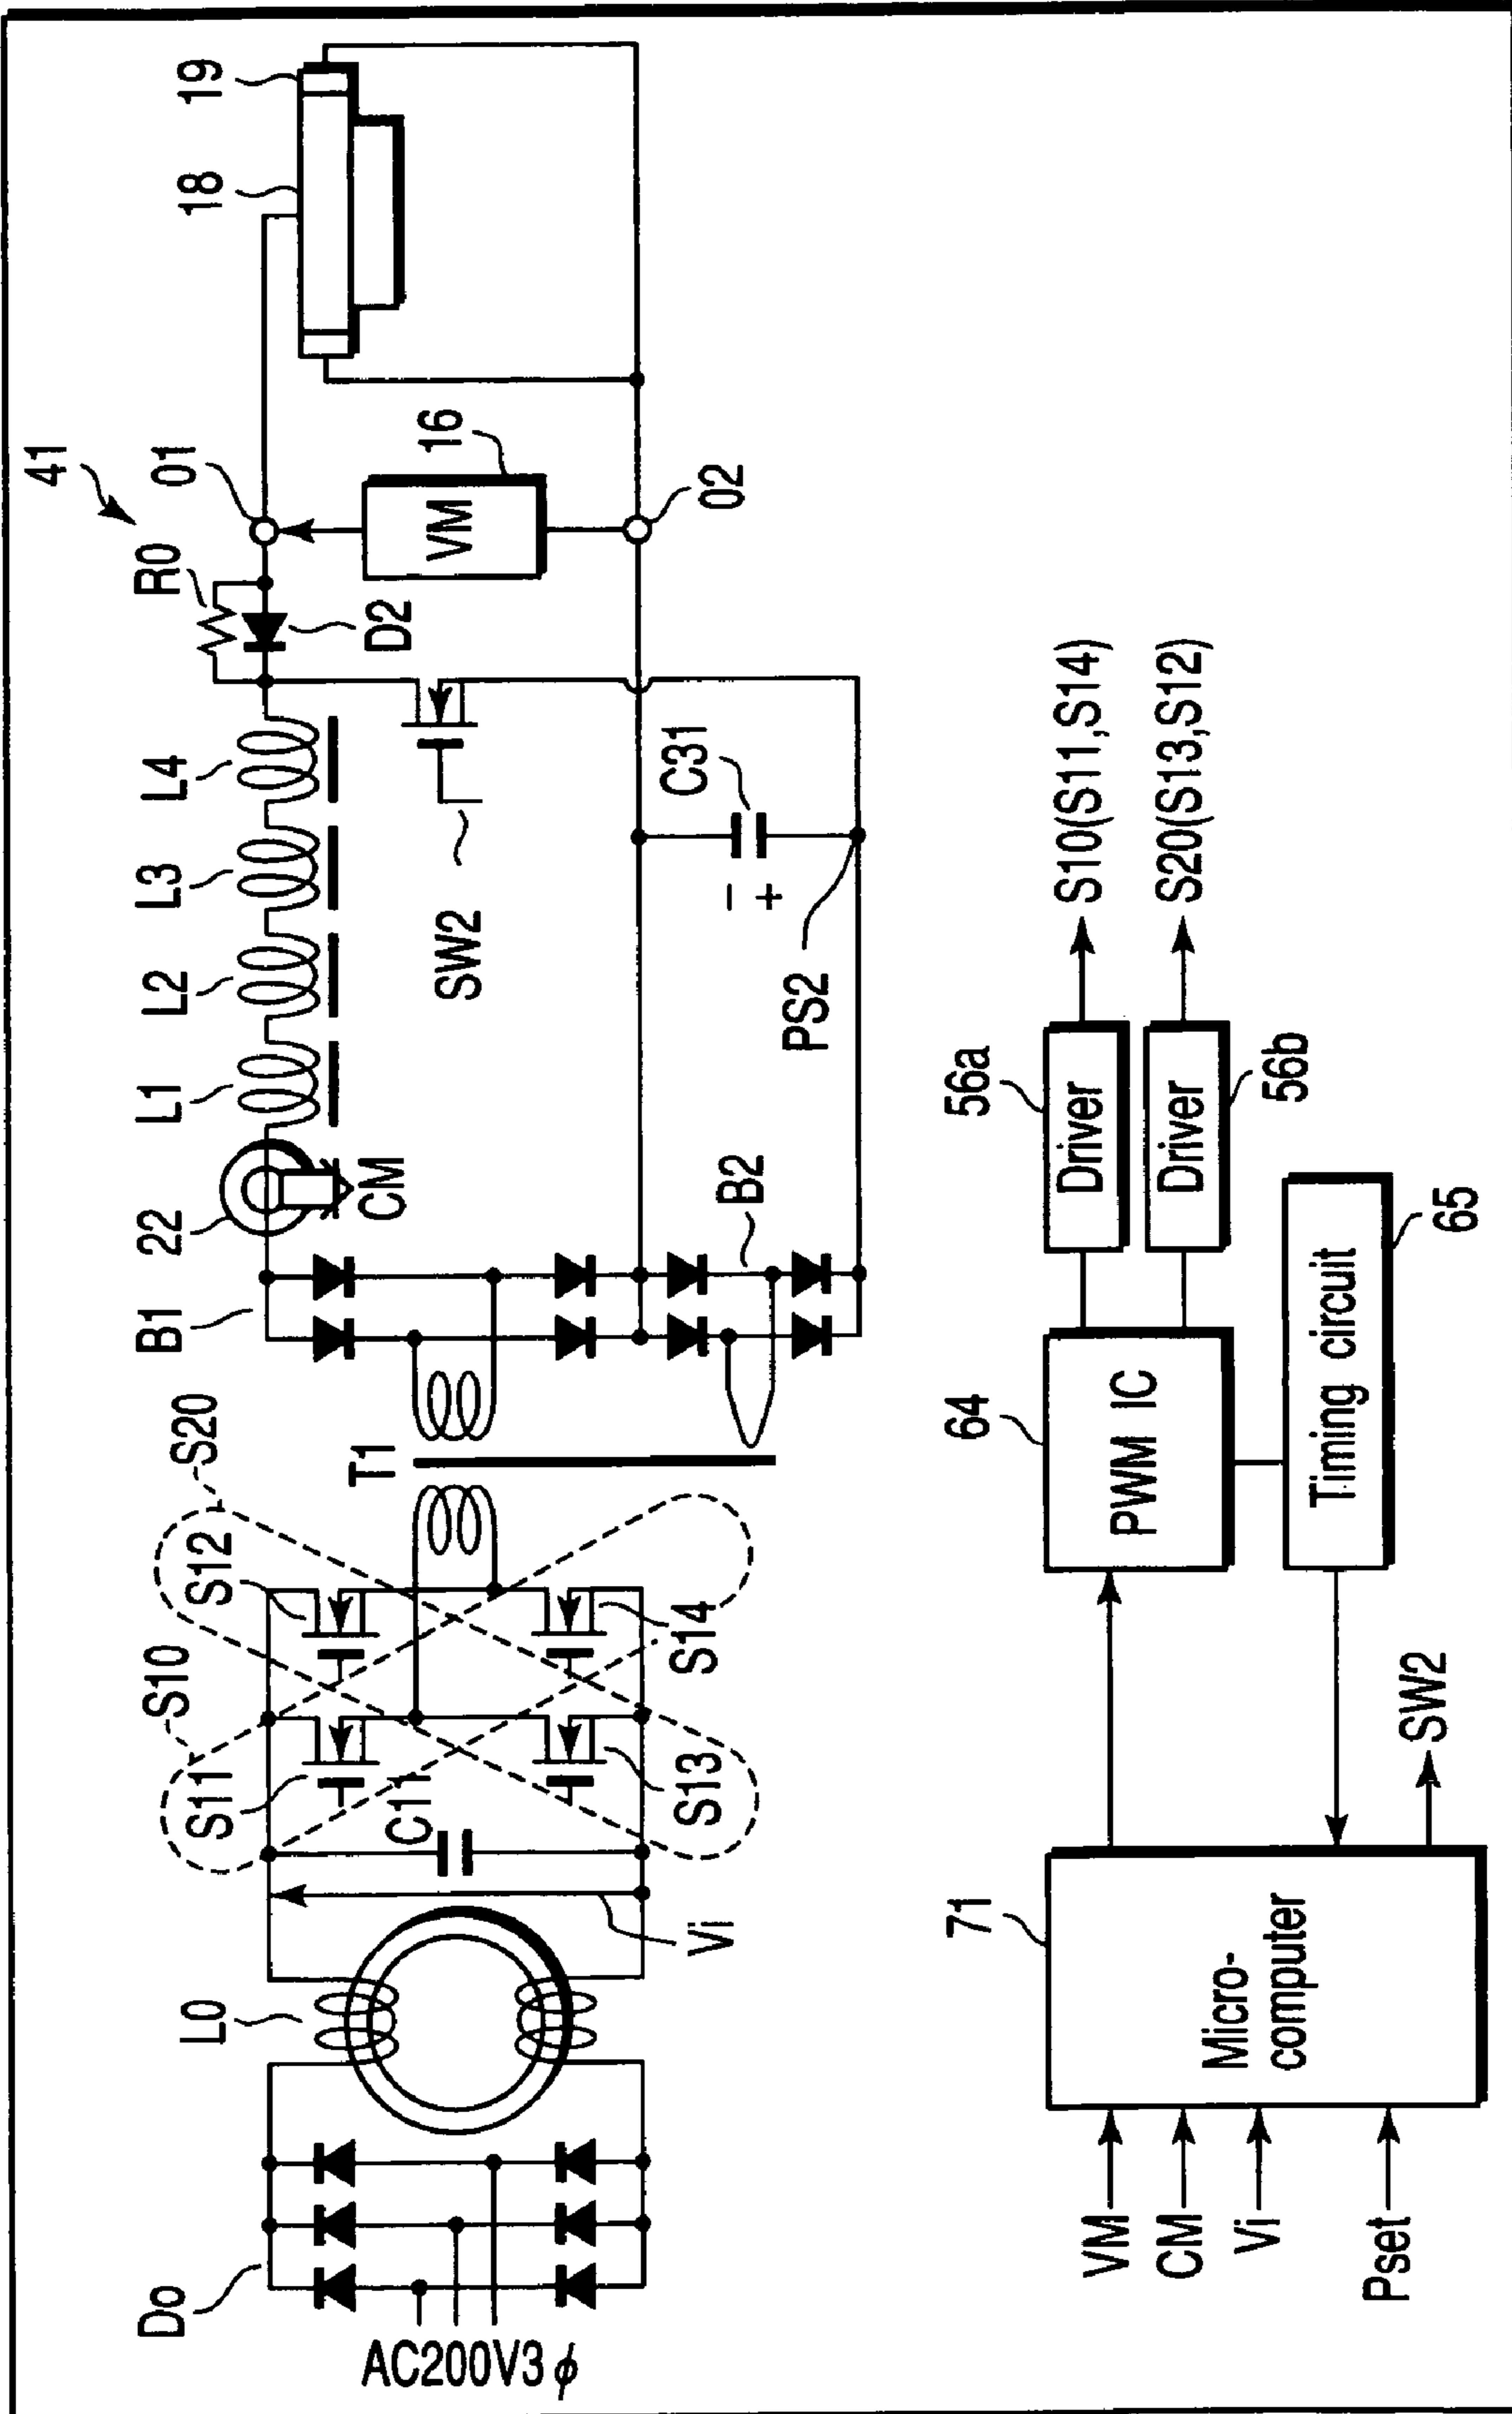 41
18
19
R0
01
L1
L2
L3
L4
22
B1
CM
D2
VM
16
02
SW2
C31
−
+
PS2
B2
T1
S20
S10
S12
S11
C11
S14
S13
Vi
L0
Do
AC200V3ϕ
VM
CM
Vi
Pset
71
Micro-
computer
SW2
64
PWM IC
65
Timing circuit
56a
Driver
56b
Driver
S10(S11,S14)
S20(S13,S12)